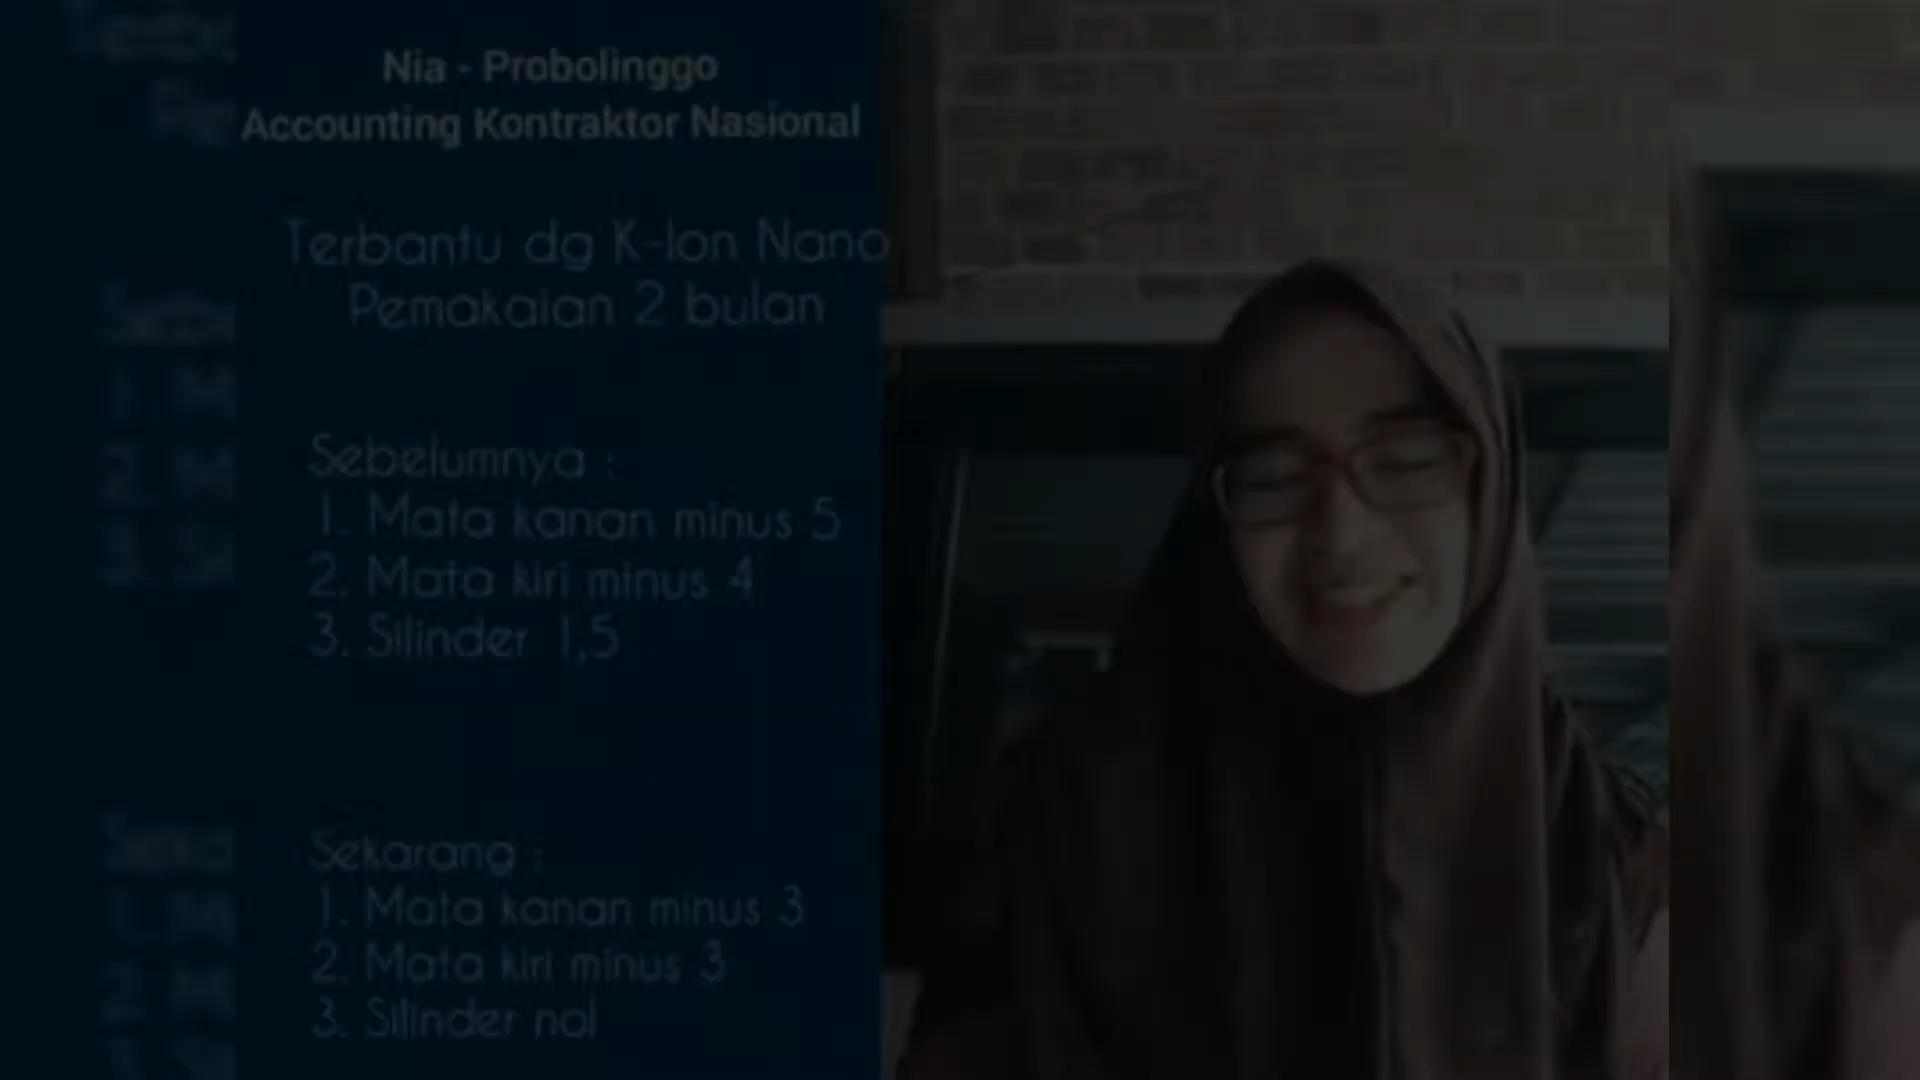 Nia - Probolinggo
Accounting Kontraktor Nasional
Terbantu dg K-Ion Nano
Pemakaian 2 bulan
Sebelumnya :
1. Mata kanan minus 5
2. Mata kiri minus 4
3. Silinder 1,5
Sekarang :
1. Mata kanan minus 3
2. Mata kiri minus 3
3. Silinder nol